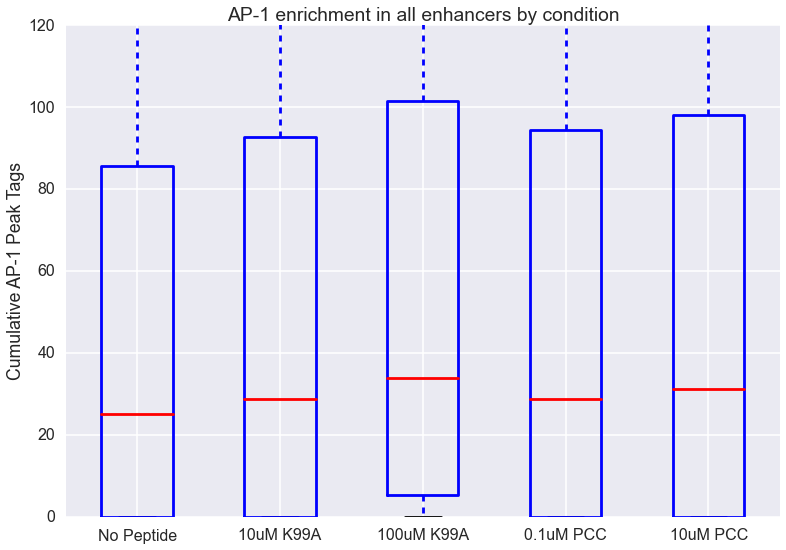 AP-1 enrichment in all enhancers by condition
Cumulative AP-1 Peak Tags
120
100
80
60
40
20
0
No Peptide 10uM K99A 100uM K99A 0.1uM PCC 10uM PCC